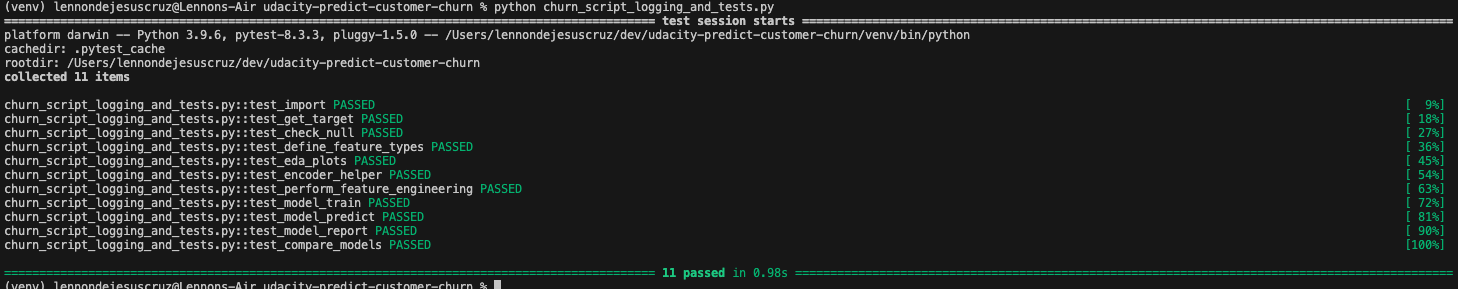 (venv) lennondejesuscruz@Lennons-Air udacity-predict-customer-churn % python churn_script_logging_and_tests.py
============================== test session starts ==============================
platform darwin -- Python 3.9.6, pytest-8.3.3, pluggy-1.5.0 -- /Users/lennondejesuscruz/dev/udacity-predict-customer-churn/venv/bin/python
cachedir: .pytest_cache
rootdir: /Users/lennondejesuscruz/dev/udacity-predict-customer-churn
collected 11 items
churn_script_logging_and_tests.py::test_import PASSED [  9%]
churn_script_logging_and_tests.py::test_get_target PASSED [ 18%]
churn_script_logging_and_tests.py::test_check_null PASSED [ 27%]
churn_script_logging_and_tests.py::test_define_feature_types PASSED [ 36%]
churn_script_logging_and_tests.py::test_eda_plots PASSED [ 45%]
churn_script_logging_and_tests.py::test_encoder_helper PASSED [ 54%]
churn_script_logging_and_tests.py::test_perform_feature_engineering PASSED [ 63%]
churn_script_logging_and_tests.py::test_model_train PASSED [ 72%]
churn_script_logging_and_tests.py::test_model_predict PASSED [ 81%]
churn_script_logging_and_tests.py::test_model_report PASSED [ 90%]
churn_script_logging_and_tests.py::test_compare_models PASSED [100%]
============================== 11 passed in 0.98s ==============================
(venv) lennondejesuscruz@Lennons-Air udacity-predict-customer-churn %